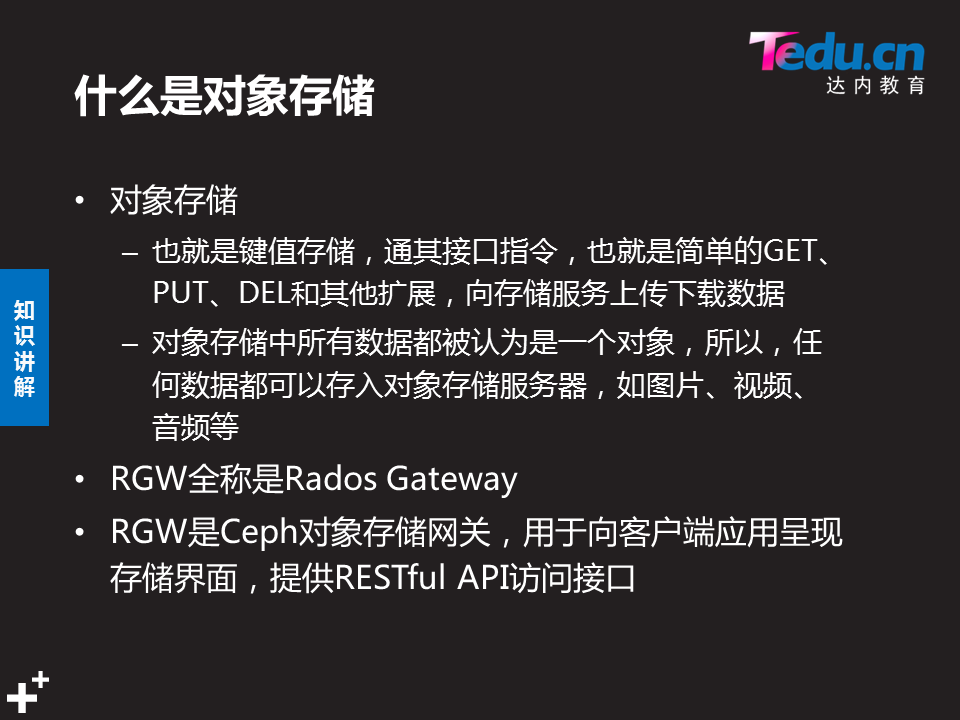 Tedu.cn
达内教育
什么是对象存储
• 对象存储
– 也就是键值存储，通其接口指令，也就是简单的GET、
PUT、DEL和其他扩展，向存储服务上传下载数据
– 对象存储中所有数据都被认为是一个对象，所以，任
何数据都可以存入对象存储服务器，如图片、视频、
音频等
• RGW全称是Rados Gateway
• RGW是Ceph对象存储网关，用于向客户端应用呈现
存储界面，提供RESTful API访问接口
知识讲解